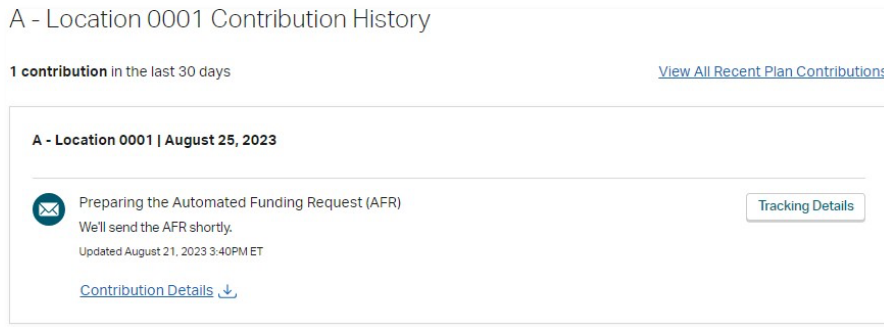 A - Location 0001 Contribution History
1 contribution in the last 30 days
View All Recent Plan Contributions
A - Location 0001 | August 25, 2023
Preparing the Automated Funding Request (AFR)
Tracking Details
We'll send the AFR shortly.
Updated August 21, 2023 3:40PM ET
Contribution Details